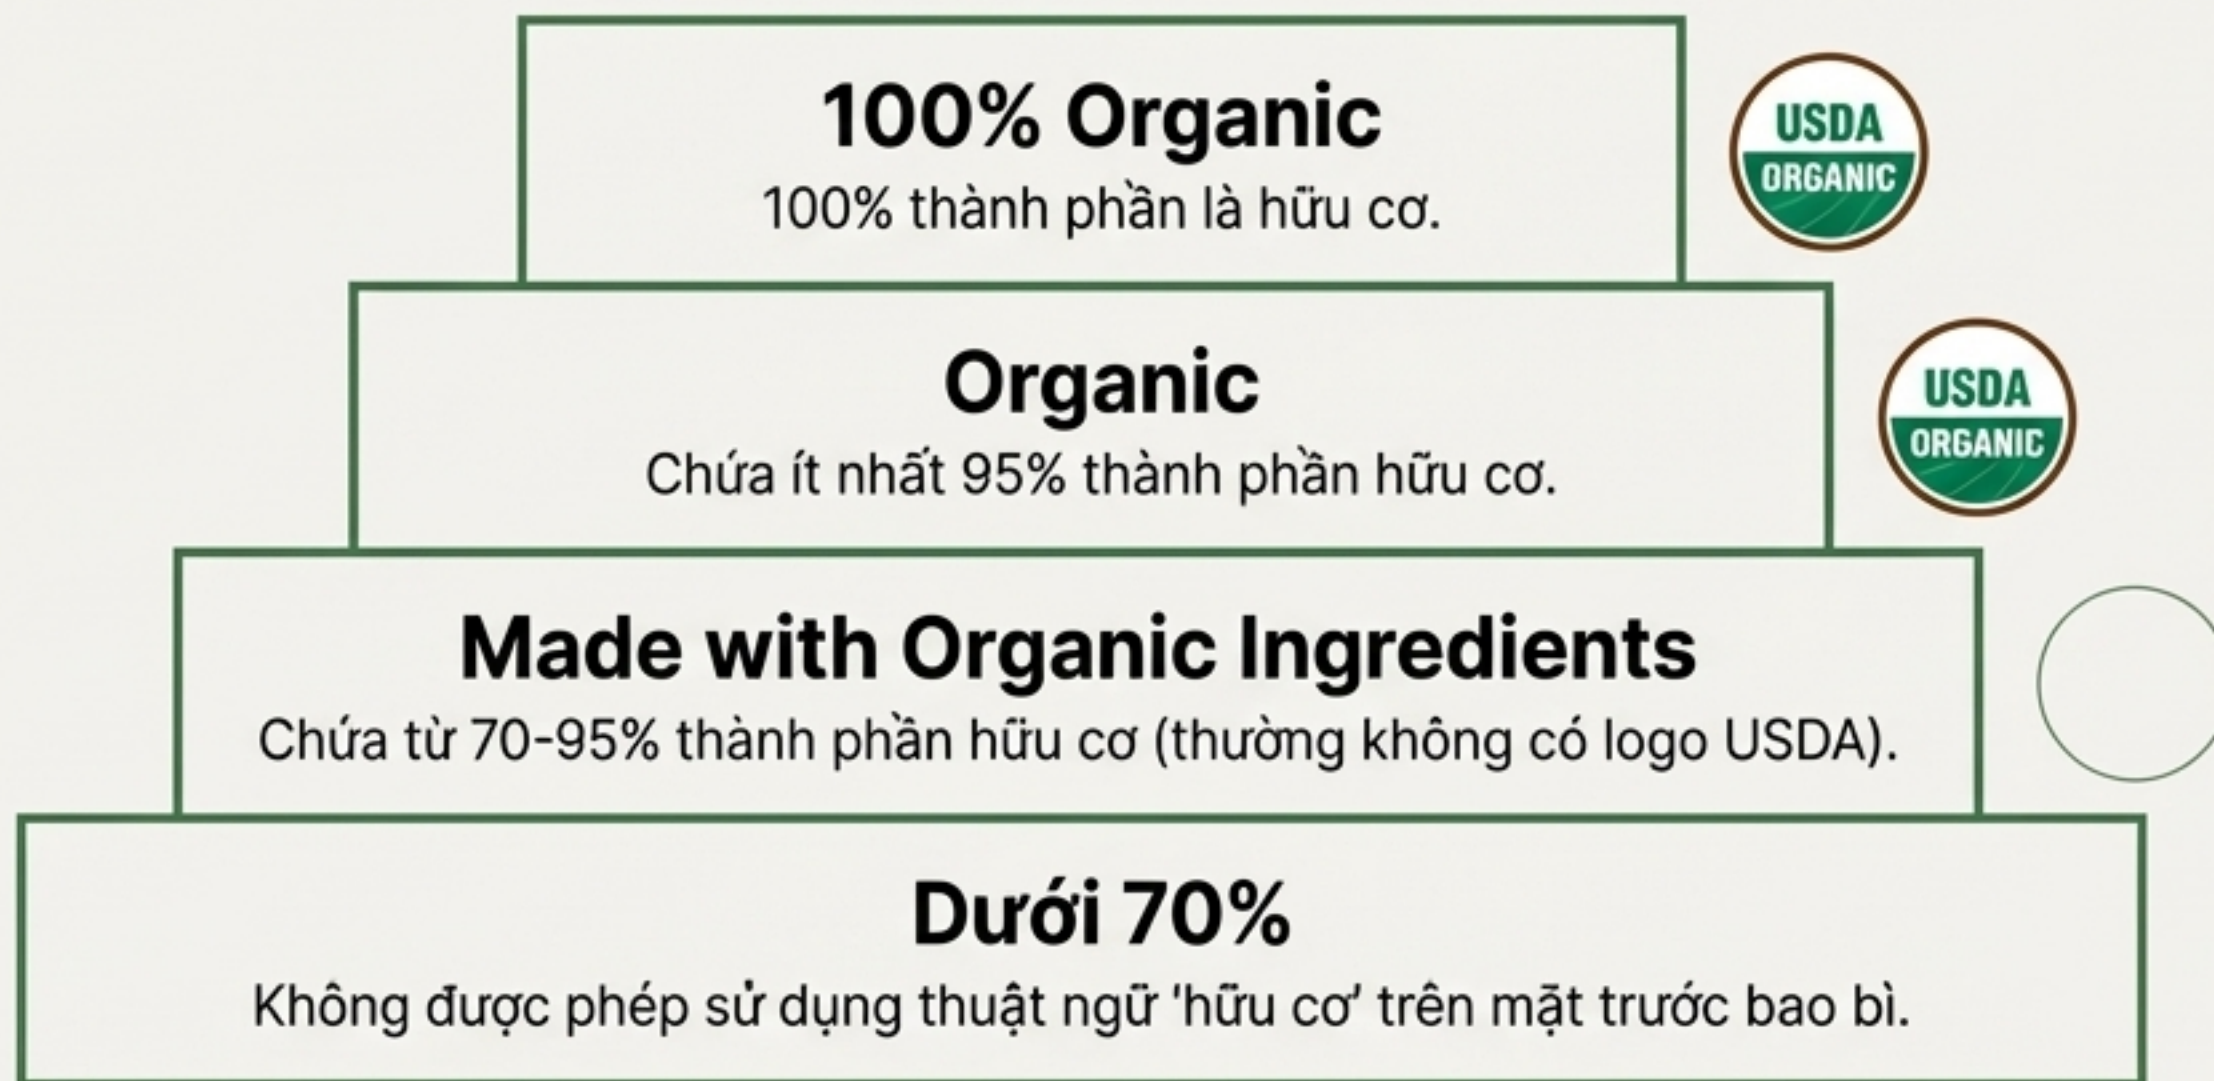 100% Organic
100% thành phần là hữu cơ.
USDA
ORGANIC
Organic
Chứa ít nhất 95% thành phần hữu cơ.
USDA
ORGANIC
Made with Organic Ingredients
Chứa từ 70-95% thành phần hữu cơ (thường không có logo USDA).
Dưới 70%
Không được phép sử dụng thuật ngữ 'hữu cơ' trên mặt trước bao bì.